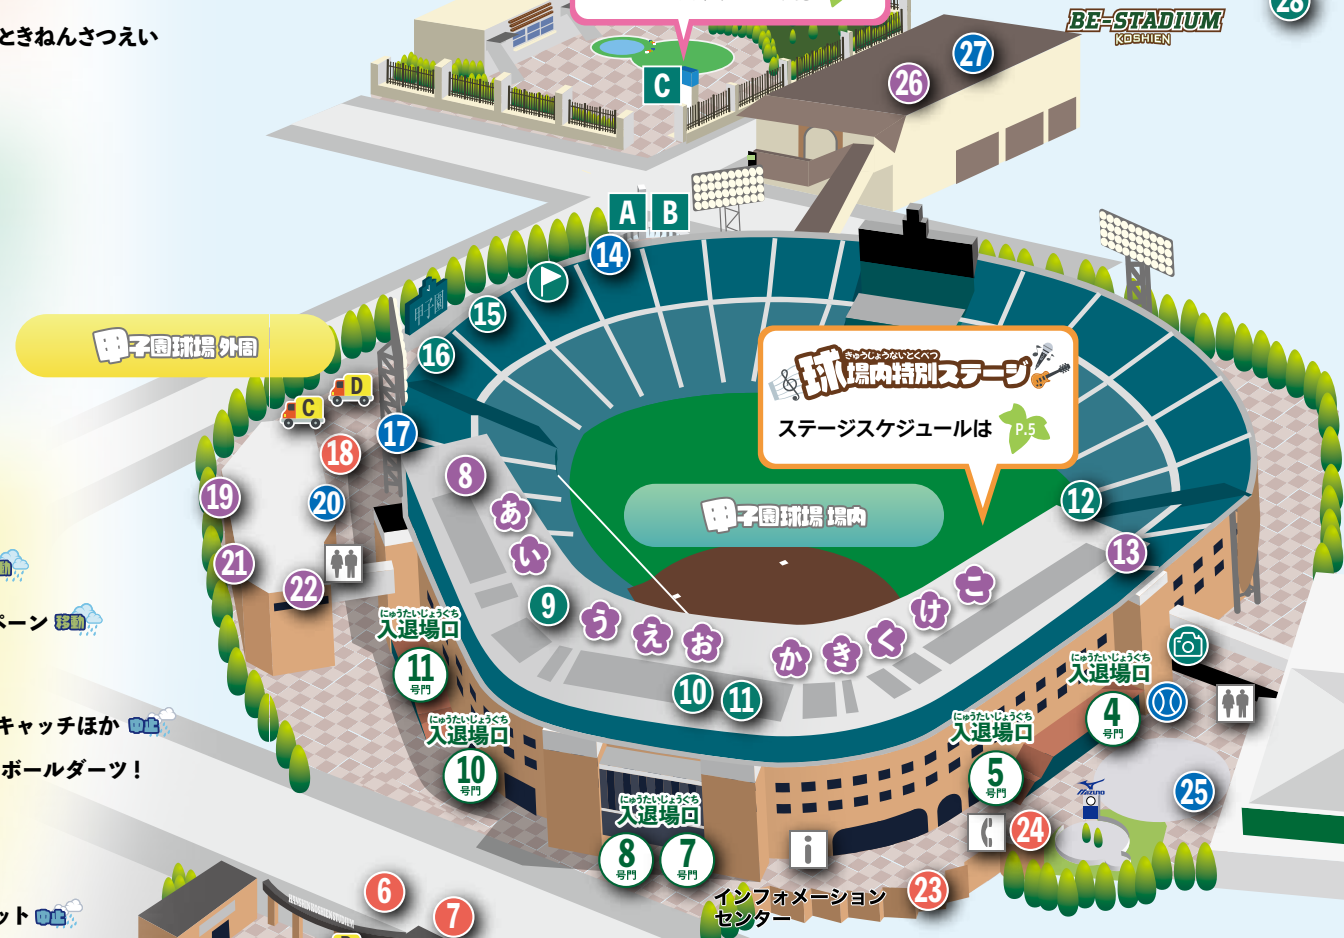 ときねんさつえい
BE-STADIUM
KOSHIEN
28
27
26
C
A
B
14
甲子園
15
16
甲子園球場 外周
D
C
17
18
19
20
21
22
きゅうじょうないとくべつ
球場内特別ステージ
ステージスケジュールは
P.5
甲子園球場 場内
12
13
8
あ
い
9
う
え
お
か
き
く
け
こ
10
11
動
ペーン 移動
キャッチほか 中止
ボールダーツ！
ット 中止
にゅうたいじょうぐち
入退場口
11
号門
にゅうたいじょうぐち
入退場口
10
号門
にゅうたいじょうぐち
入退場口
8
号門
7
号門
にゅうたいじょうぐち
入退場口
5
号門
にゅうたいじょうぐち
入退場口
4
号門
Mizuno
25
24
23
i
インフォメーション
センター
6
7